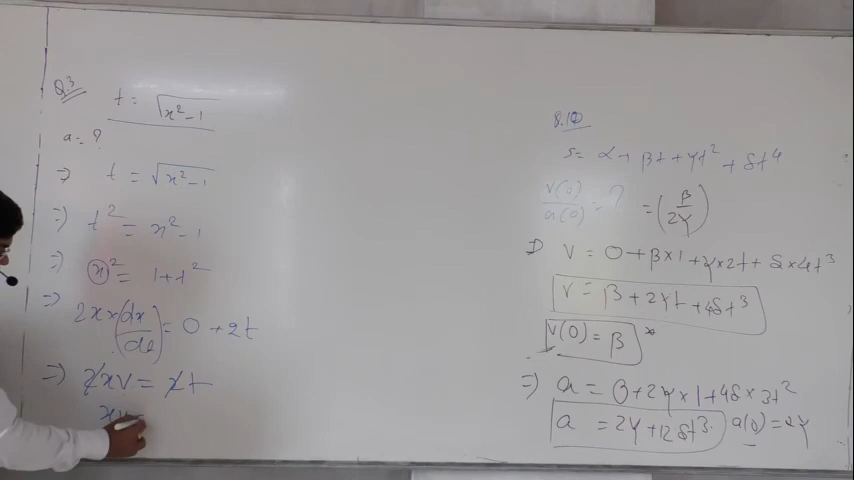 Q.3
t = √x²-1
a = ?
⇒ t = √x²-1
⇒ t² = x²-1
⇒ x² = 1+t²
⇒ 2x×(dx/dt) = 0 + 2t
⇒ 2xv = 2t
xv =
8.10
s = α + βt + γt² + δt⁴
v(0)/a(0) = ? = (β/2γ)
⇒ v = 0 + β×1 + γ×2t + δ×4t³
v = β + 2γt + 4δt³
v(0) = β *
⇒ a = 0 + 2γ×1 + 4δ×3t²
a = 2γ + 12δt³ a(0) = 2γ